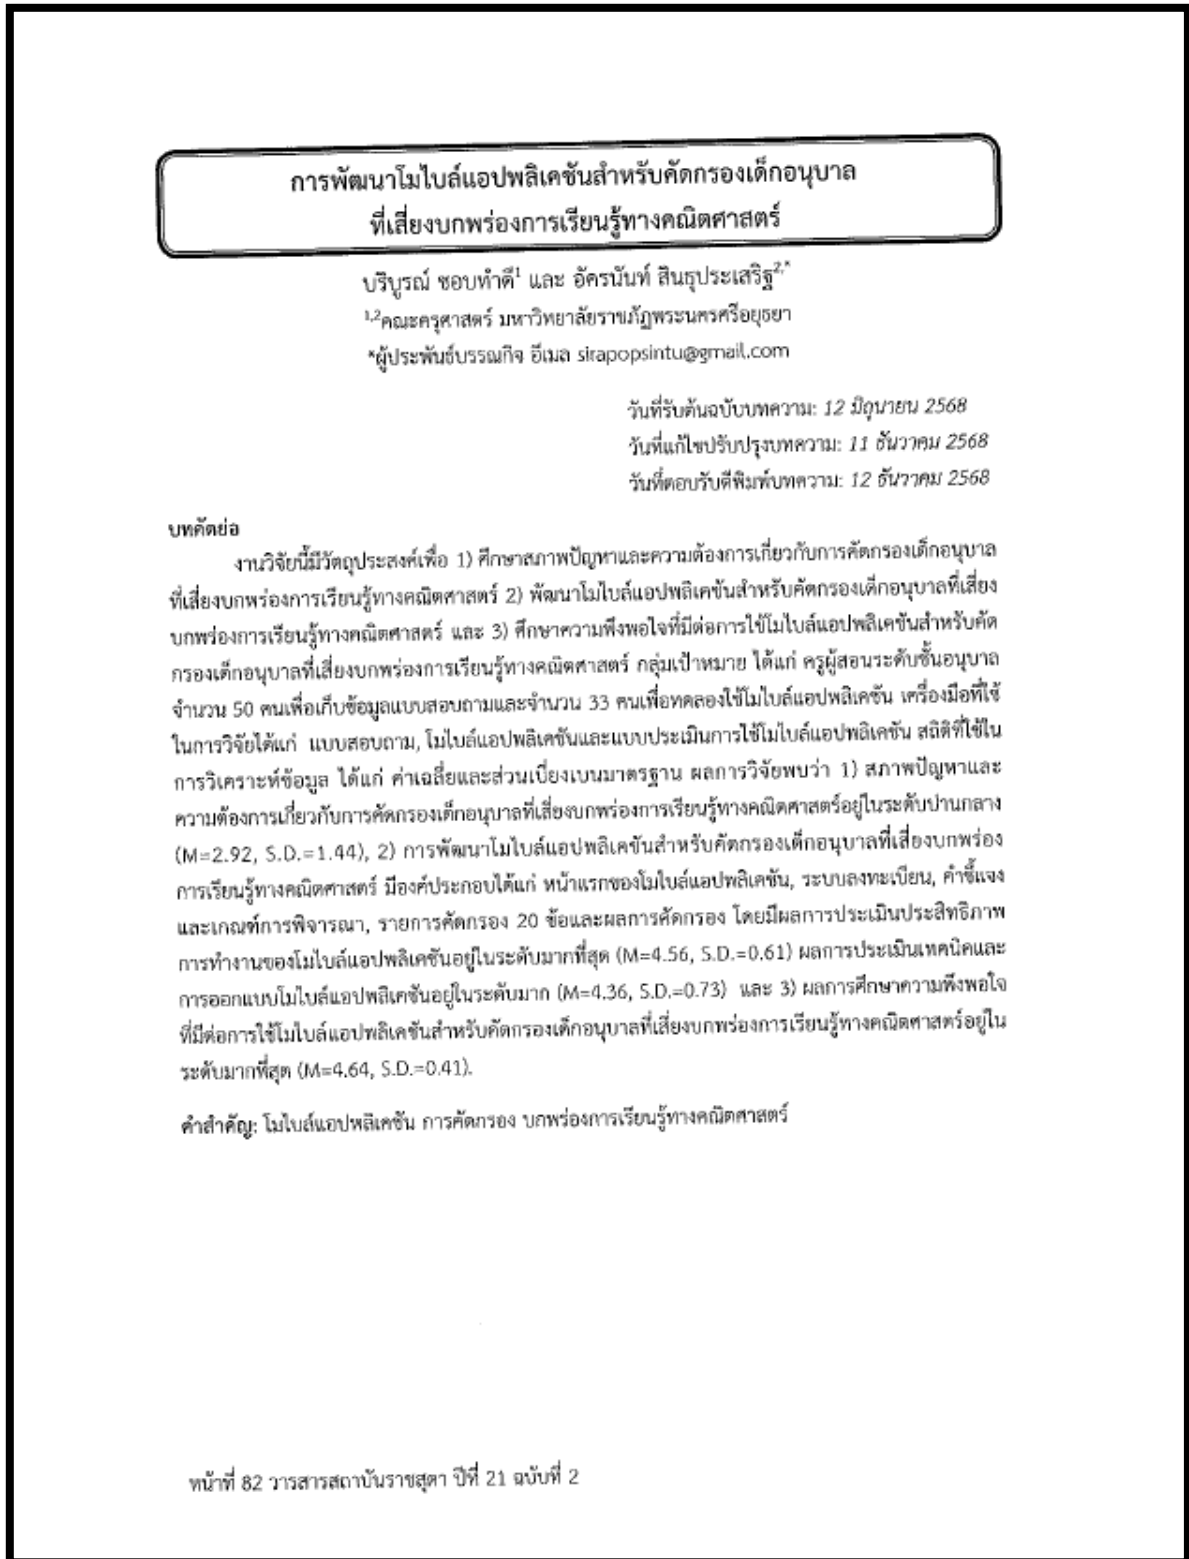 การพัฒนาโมไบล์แอปพลิเคชันสำหรับคัดกรองเด็กอนุบาล
ที่เสี่ยงบกพร่องการเรียนรู้ทางคณิตศาสตร์
บริบูรณ์ ชอบทำดี¹ และ อัครนันท์ สินธุประเสริฐ²,*
¹,²คณะครุศาสตร์ มหาวิทยาลัยราชภัฏพระนครศรีอยุธยา
*ผู้ประพันธ์บรรณกิจ อีเมล sirapopsintu@gmail.com
วันที่รับต้นฉบับบทความ: 12 มิถุนายน 2568
วันที่แก้ไขปรับปรุงบทความ: 11 ธันวาคม 2568
วันที่ตอบรับตีพิมพ์บทความ: 12 ธันวาคม 2568
บทคัดย่อ
งานวิจัยนี้มีวัตถุประสงค์เพื่อ 1) ศึกษาสภาพปัญหาและความต้องการเกี่ยวกับการคัดกรองเด็กอนุบาล
ที่เสี่ยงบกพร่องการเรียนรู้ทางคณิตศาสตร์ 2) พัฒนาโมไบล์แอปพลิเคชันสำหรับคัดกรองเด็กอนุบาลที่เสี่ยง
บกพร่องการเรียนรู้ทางคณิตศาสตร์ และ 3) ศึกษาความพึงพอใจที่มีต่อการใช้โมไบล์แอปพลิเคชันสำหรับคัด
กรองเด็กอนุบาลที่เสี่ยงบกพร่องการเรียนรู้ทางคณิตศาสตร์ กลุ่มเป้าหมาย ได้แก่ ครูผู้สอนระดับชั้นอนุบาล
จำนวน 50 คนเพื่อเก็บข้อมูลแบบสอบถามและจำนวน 33 คนเพื่อทดลองใช้โมไบล์แอปพลิเคชัน เครื่องมือที่ใช้
ในการวิจัยได้แก่ แบบสอบถาม, โมไบล์แอปพลิเคชันและแบบประเมินการใช้โมไบล์แอปพลิเคชัน สถิติที่ใช้ใน
การวิเคราะห์ข้อมูล ได้แก่ ค่าเฉลี่ยและส่วนเบี่ยงเบนมาตรฐาน ผลการวิจัยพบว่า 1) สภาพปัญหาและ
ความต้องการเกี่ยวกับการคัดกรองเด็กอนุบาลที่เสี่ยงบกพร่องการเรียนรู้ทางคณิตศาสตร์อยู่ในระดับปานกลาง
(M=2.92, S.D.=1.44), 2) การพัฒนาโมไบล์แอปพลิเคชันสำหรับคัดกรองเด็กอนุบาลที่เสี่ยงบกพร่อง
การเรียนรู้ทางคณิตศาสตร์ มีองค์ประกอบได้แก่ หน้าแรกของโมไบล์แอปพลิเคชัน, ระบบลงทะเบียน, คำชี้แจง
และเกณฑ์การพิจารณา, รายการคัดกรอง 20 ข้อและผลการคัดกรอง โดยมีผลการประเมินประสิทธิภาพ
การทำงานของโมไบล์แอปพลิเคชันอยู่ในระดับมากที่สุด (M=4.56, S.D.=0.61) ผลการประเมินเทคนิคและ
การออกแบบโมไบล์แอปพลิเคชันอยู่ในระดับมาก (M=4.36, S.D.=0.73) และ 3) ผลการศึกษาความพึงพอใจ
ที่มีต่อการใช้โมไบล์แอปพลิเคชันสำหรับคัดกรองเด็กอนุบาลที่เสี่ยงบกพร่องการเรียนรู้ทางคณิตศาสตร์อยู่ใน
ระดับมากที่สุด (M=4.64, S.D.=0.41).
คำสำคัญ: โมไบล์แอปพลิเคชัน การคัดกรอง บกพร่องการเรียนรู้ทางคณิตศาสตร์
หน้าที่ 82 วารสารสถาบันราชสุดา ปีที่ 21 ฉบับที่ 2